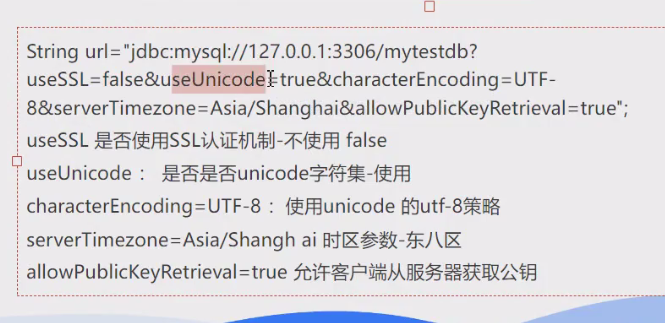 String url="jdbc:mysql://127.0.0.1:3306/mytestdb?
useSSL=false&useUnicode=true&characterEncoding=UTF-
8&serverTimezone=Asia/Shanghai&allowPublicKeyRetrieval=true";
useSSL 是否使用SSL认证机制-不使用 false
useUnicode： 是否是否unicode字符集-使用
characterEncoding=UTF-8 ：使用unicode 的utf-8策略
serverTimezone=Asia/Shangh ai 时区参数-东八区
allowPublicKeyRetrieval=true 允许客户端从服务器获取公钥